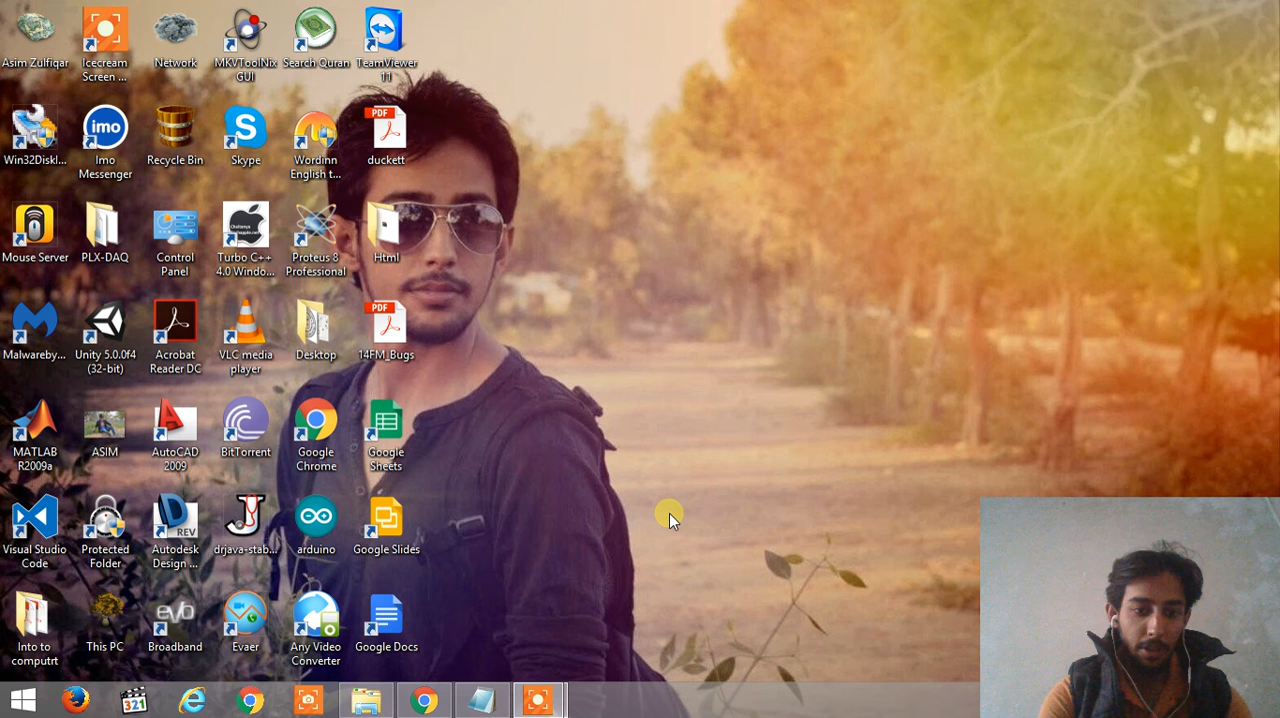 Asim Zulfiqar
Icecream
Screen ...
Network
MKVToolNix
GUI
Search Quran
TeamViewer
11
Win32DiskI...
imo
Imo
Messenger
Recycle Bin
S
Skype
Wordinn
English t...
PDF
duckett
Mouse Server
PLX-DAQ
Control
Panel
Turbo C++
4.0 Windo...
Proteus 8
Professional
Html
Malwareby...
Unity 5.0.0f4
(32-bit)
Acrobat
Reader DC
VLC media
player
Desktop
PDF
14FM_Bugs
MATLAB
R2009a
ASIM
AutoCAD
2009
BitTorrent
Google
Chrome
Google
Sheets
Visual Studio
Code
Protected
Folder
REV
Autodesk
Design ...
J
drjava-stab...
arduino
Google Slides
Into to
computrt
This PC
evo
Broadband
Evaer
Any Video
Converter
Google Docs
321